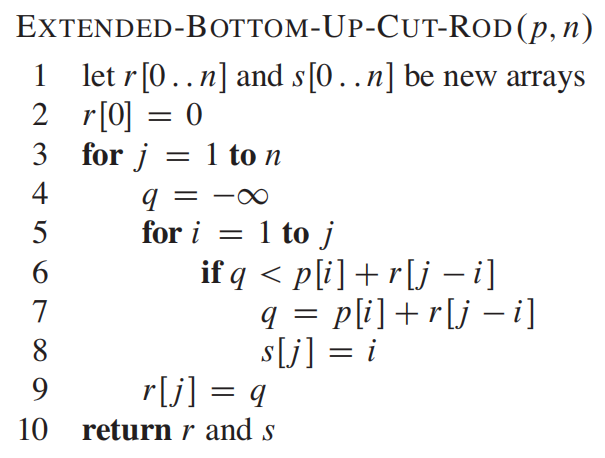 EXTENDED-BOTTOM-UP-CUT-ROD(p, n)
1 let r[0..n] and s[0..n] be new arrays
2 r[0] = 0
3 for j = 1 to n
4 q = −∞
5 for i = 1 to j
6 if q < p[i] + r[j − i]
7 q = p[i] + r[j − i]
8 s[j] = i
9 r[j] = q
10 return r and s